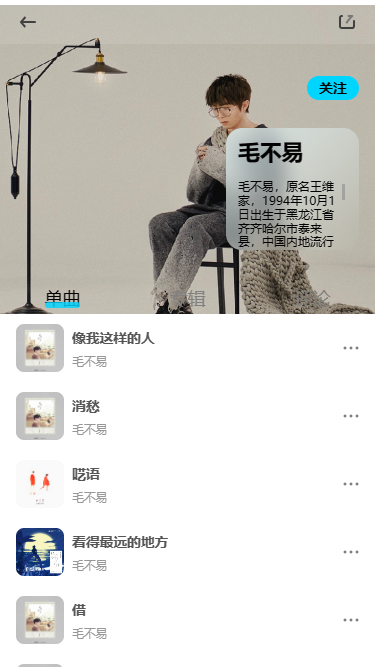 关注
毛不易
毛不易，原名王维
家，1994年10月1
日出生于黑龙江省
齐齐哈尔市泰来
县，中国内地流行
单曲
辑
像我这样的人
毛不易
消愁
毛不易
呓语
毛不易
看得最远的地方
毛不易
借
毛不易